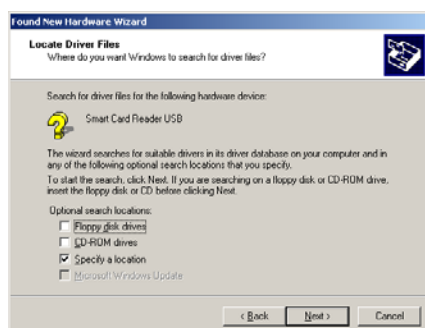 Found New Hardware Wizard
Locate Driver Files
Where do you want Windows to search for driver files?
Search for driver files for the following hardware device:
Smart Card Reader USB
The wizard searches for suitable drivers in its driver database on your computer and in
any of the following optional search locations that you specify.
To start the search, click Next. If you are searching on a floppy disk or CD-ROM drive,
insert the floppy disk or CD before clicking Next.
Optional search locations:
Floppy disk drives
CD-ROM drives
Specify a location
Microsoft Windows Update
< Back Next > Cancel